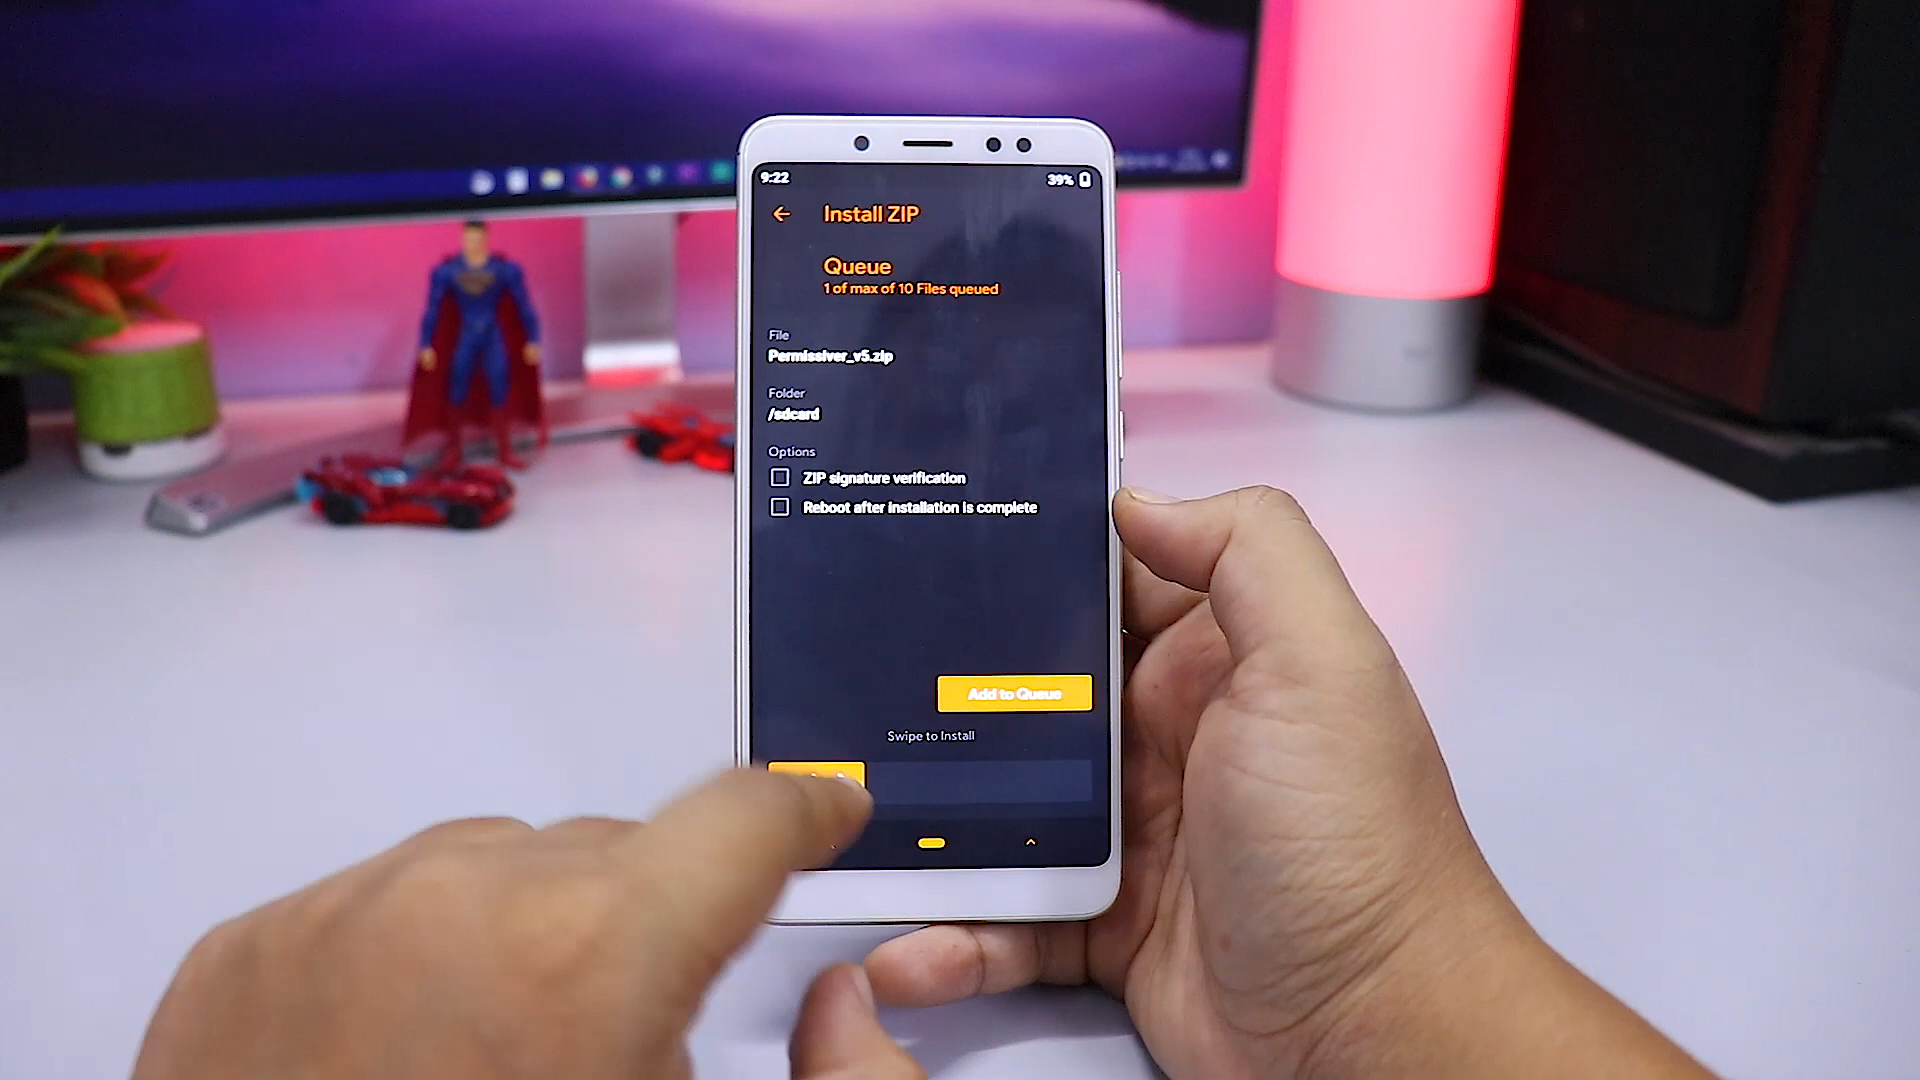 9:22
39%
Install ZIP
Queue
1 of max of 10 Files queued
File
Permissiver_v5.zip
Folder
/sdcard
Options
ZIP signature verification
Reboot after installation is complete
Add to Queue
Swipe to Install